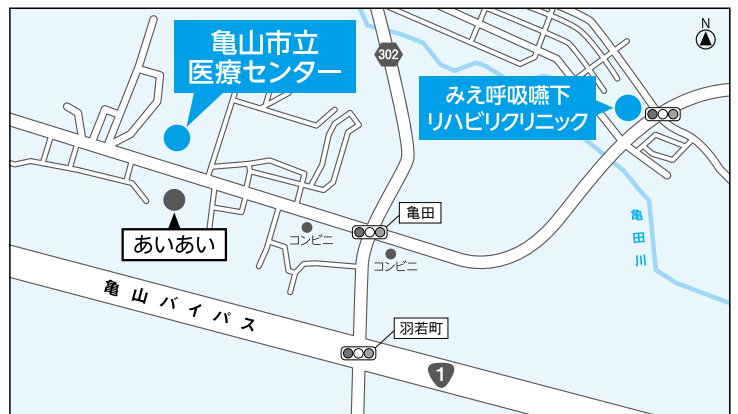 亀山市立
医療センター
302
N
みえ呼吸嚥下
リハビリクリニック
亀田
亀田川
あいあい
コンビニ
コンビニ
亀山バイパス
羽若町
1